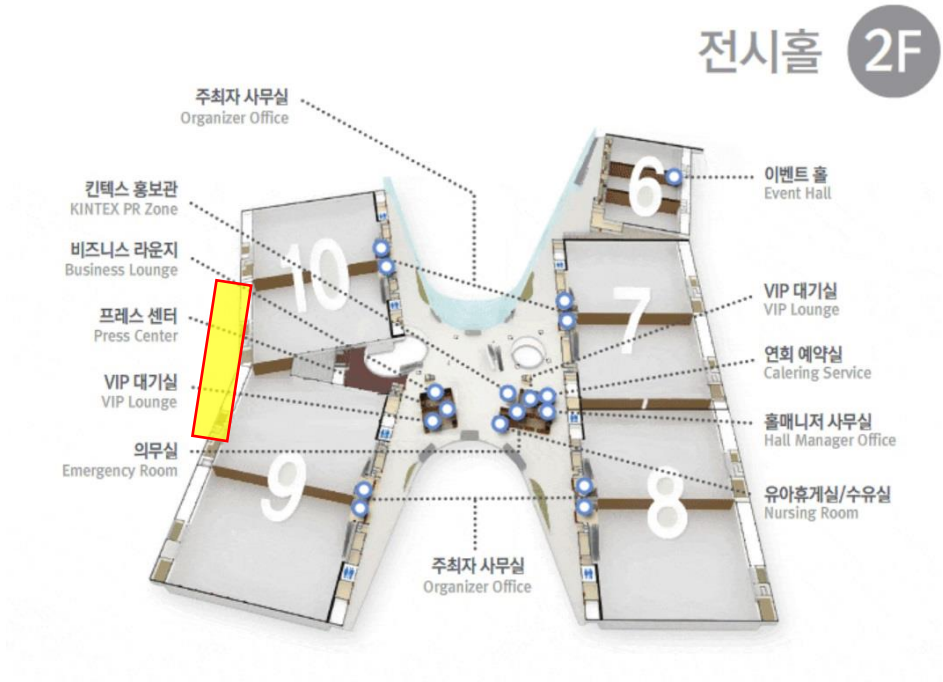 전시홀 2F
주최자 사무실
Organizer Office
킨텍스 홍보관
KINTEX PR Zone
비즈니스 라운지
Business Lounge
프레스 센터
Press Center
VIP 대기실
VIP Lounge
의무실
Emergency Room
10
9
6
7
8
이벤트 홀
Event Hall
VIP 대기실
VIP Lounge
연회 예약실
Calering Service
홀매니저 사무실
Hall Manager Office
유아휴게실/수유실
Nursing Room
주최자 사무실
Organizer Office